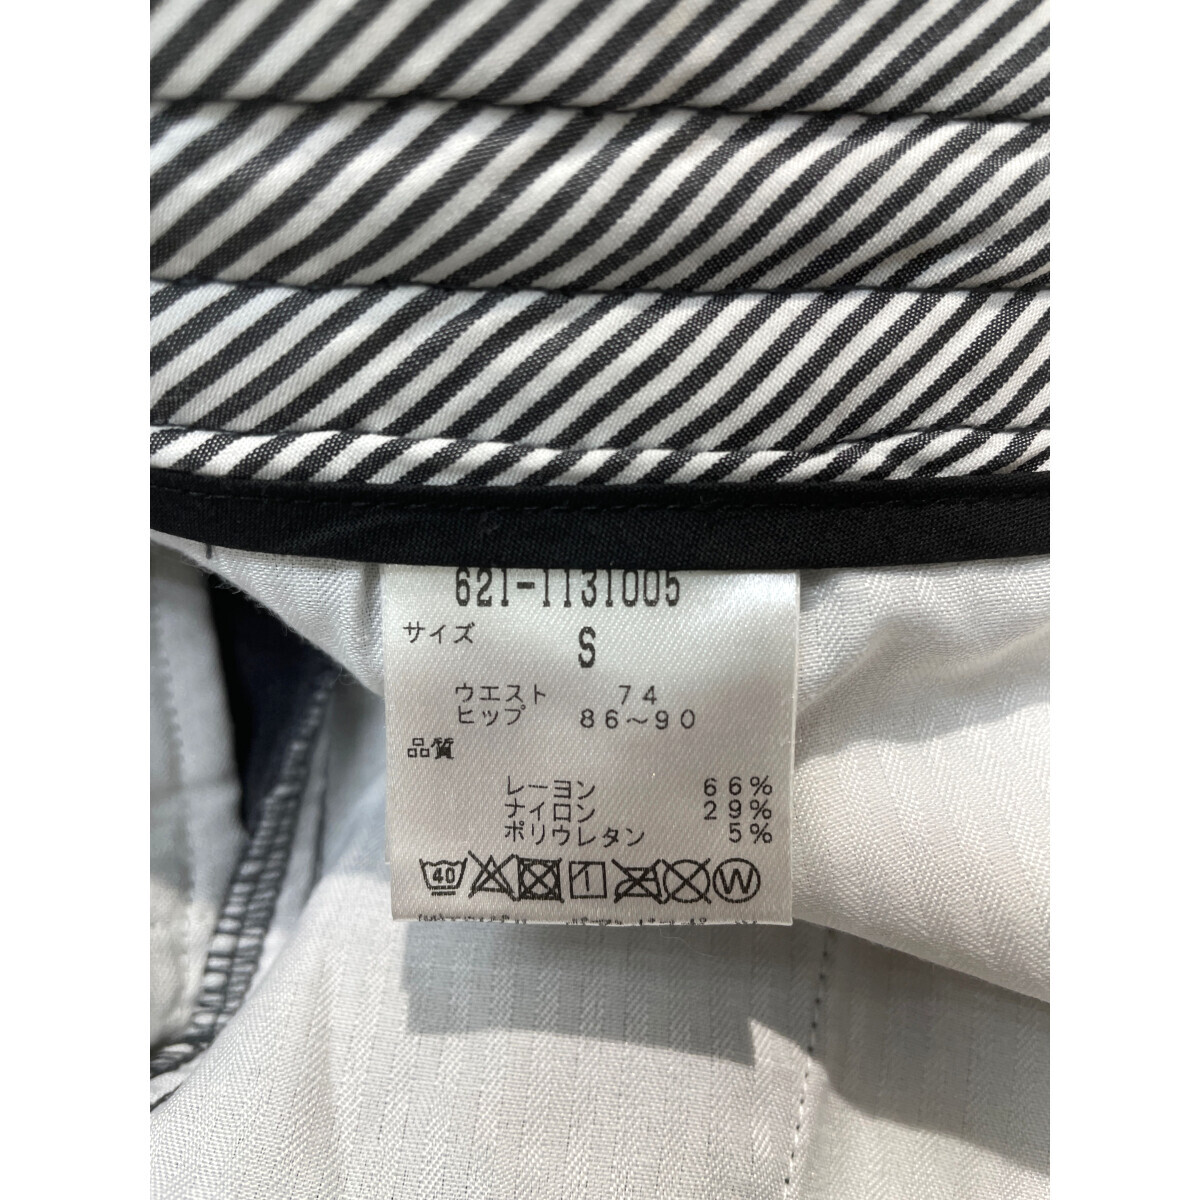 621-1131005
サイズ
S
ウエスト 74
ヒップ 86~90
品質
レーヨン 66%
ナイロン 29%
ポリウレタン 5%
40 W